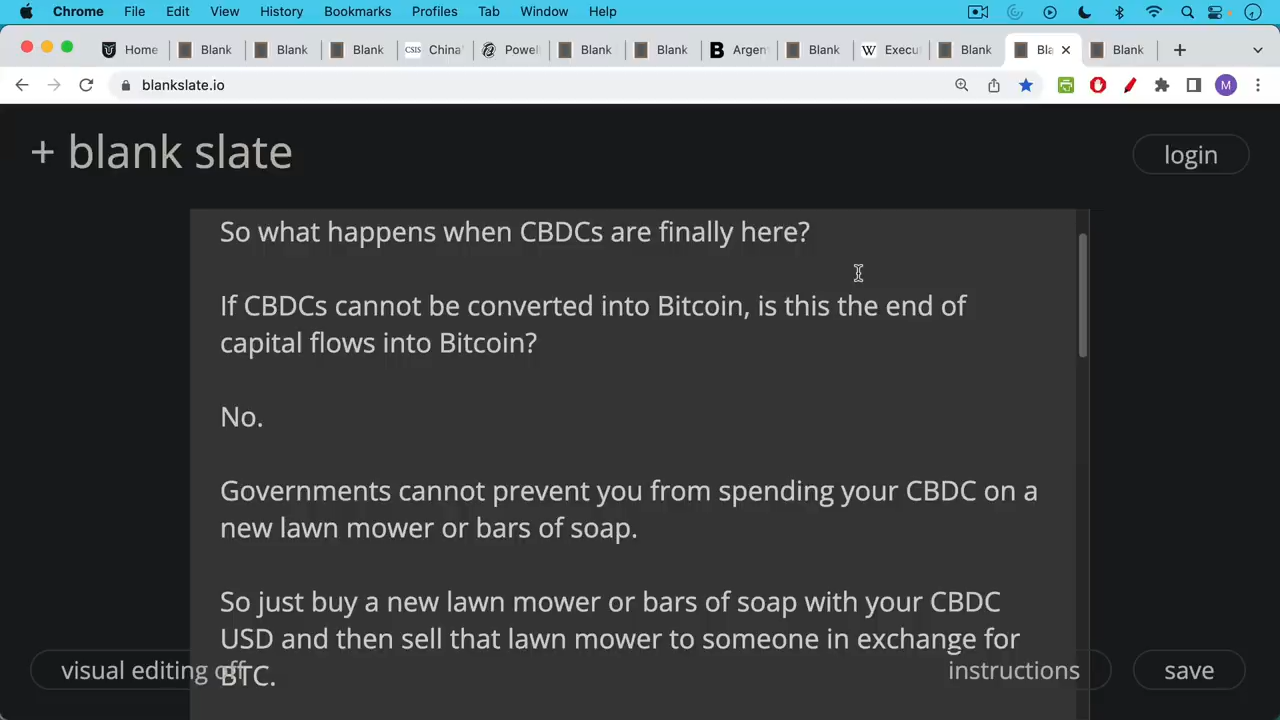 Chrome File Edit View History Bookmarks Profiles Tab Window Help
Home Blank Blank Blank CSIS China' Powell Blank Blank B Argen Blank W Execu Blank Bla Blank
blankslate.io M
+ blank slate
login
So what happens when CBDCs are finally here?
If CBDCs cannot be converted into Bitcoin, is this the end of
capital flows into Bitcoin?
No.
Governments cannot prevent you from spending your CBDC on a
new lawn mower or bars of soap.
So just buy a new lawn mower or bars of soap with your CBDC
USD and then sell that lawn mower to someone in exchange for
BTC.
visual editing off instructions save